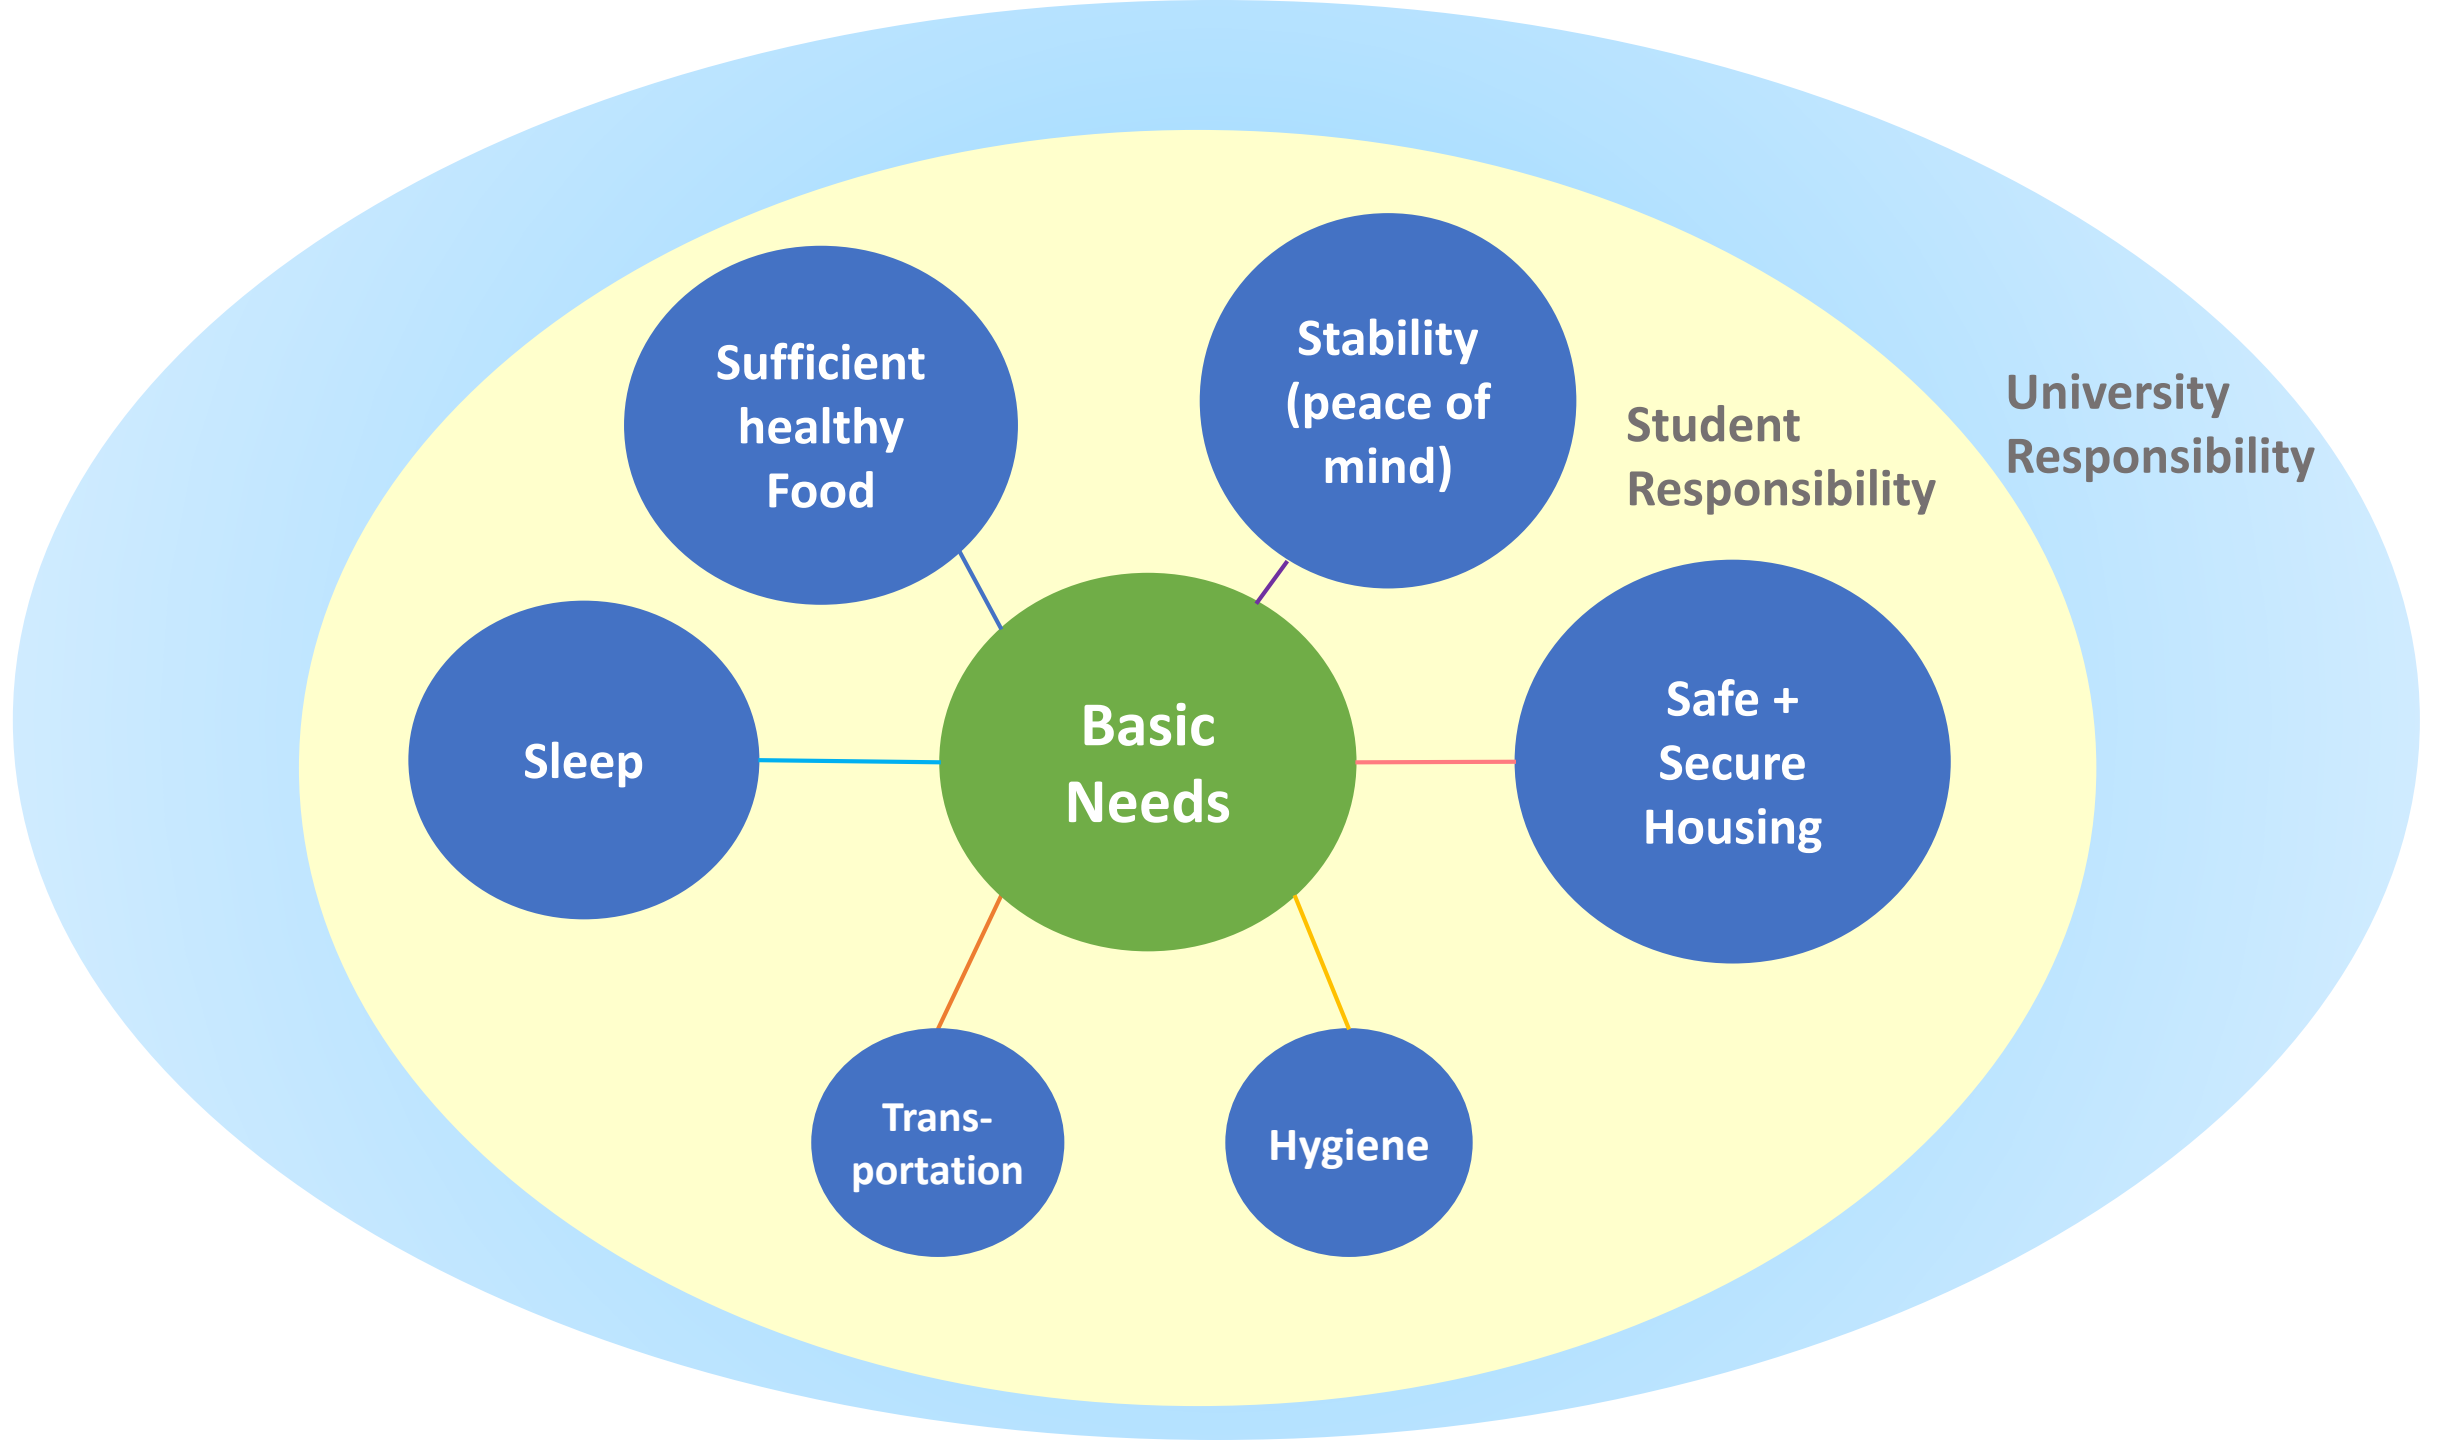 Sufficient
healthy
Food
Stability
(peace of
mind)
Student
Responsibility
University
Responsibility
Sleep
Basic
Needs
Safe +
Secure
Housing
Trans-
portation
Hygiene